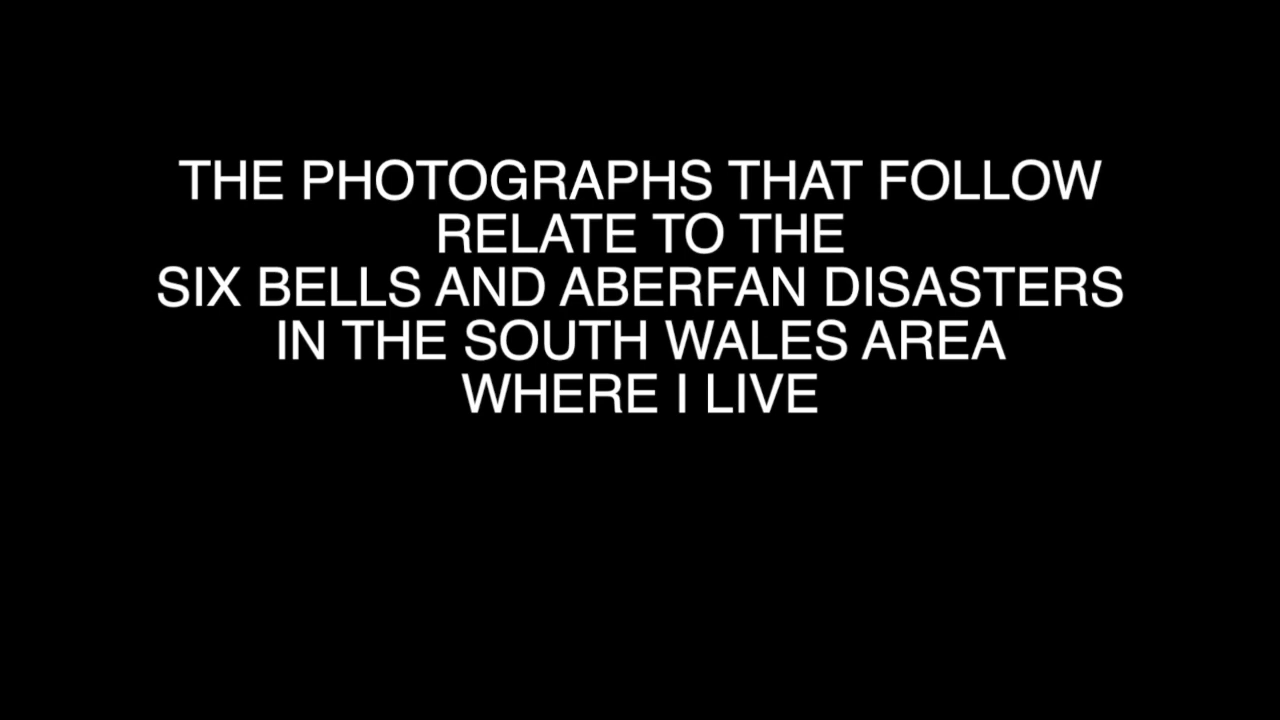 THE PHOTOGRAPHS THAT FOLLOW
RELATE TO THE
SIX BELLS AND ABERFAN DISASTERS
IN THE SOUTH WALES AREA
WHERE I LIVE